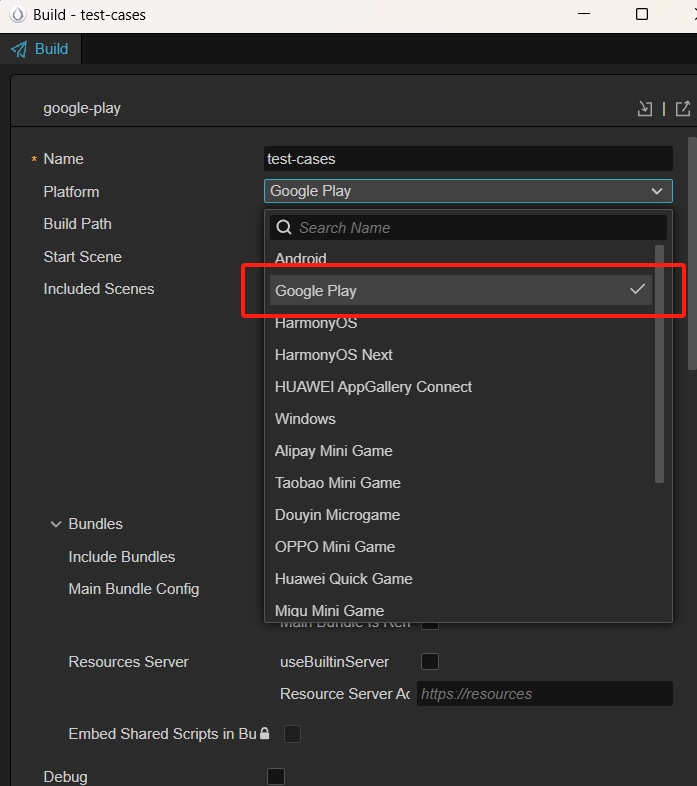 Build - test-cases
Build
google-play
* Name test-cases
Platform Google Play
Build Path
Search Name
Start Scene
Android
Included Scenes
Google Play
HarmonyOS
HarmonyOS Next
HUAWEI AppGallery Connect
Windows
Alipay Mini Game
Taobao Mini Game
Douyin Microgame
Bundles
OPPO Mini Game
Include Bundles
Huawei Quick Game
Main Bundle Config
Migu Mini Game
Main Bundle Is Rem
Resources Server useBuiltinServer
Resource Server Ac https://resources
Embed Shared Scripts in Bu
Debug